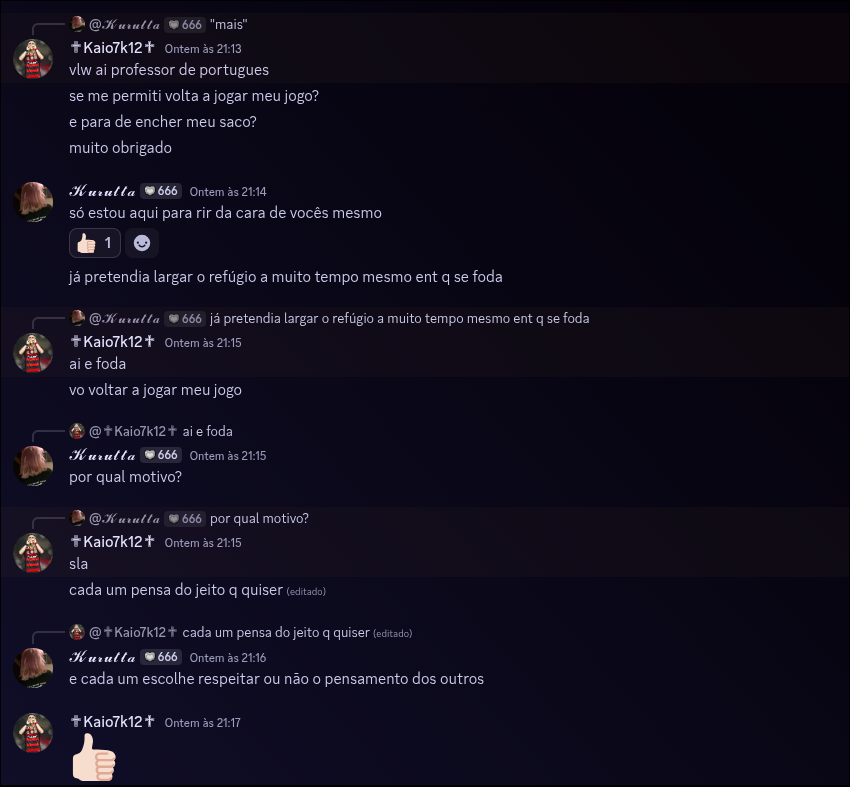 @𝒦𝓊𝓇𝓊𝓉𝓉𝒶 666 "mais"
✝Kaio7k12✝ Ontem às 21:13
vlw ai professor de portugues
se me permiti volta a jogar meu jogo?
e para de encher meu saco?
muito obrigado
𝒦𝓊𝓇𝓊𝓉𝓉𝒶 666 Ontem às 21:14
só estou aqui para rir da cara de vocês mesmo
👍🏻 1
já pretendia largar o refúgio a muito tempo mesmo ent q se foda
@𝒦𝓊𝓇𝓊𝓉𝓉𝒶 666 já pretendia largar o refúgio a muito tempo mesmo ent q se foda
✝Kaio7k12✝ Ontem às 21:15
ai e foda
vo voltar a jogar meu jogo
@✝Kaio7k12✝ ai e foda
𝒦𝓊𝓇𝓊𝓉𝓉𝒶 666 Ontem às 21:15
por qual motivo?
@𝒦𝓊𝓇𝓊𝓉𝓉𝒶 666 por qual motivo?
✝Kaio7k12✝ Ontem às 21:15
sla
cada um pensa do jeito q quiser (editado)
@✝Kaio7k12✝ cada um pensa do jeito q quiser (editado)
𝒦𝓊𝓇𝓊𝓉𝓉𝒶 666 Ontem às 21:16
e cada um escolhe respeitar ou não o pensamento dos outros
✝Kaio7k12✝ Ontem às 21:17
👍🏻